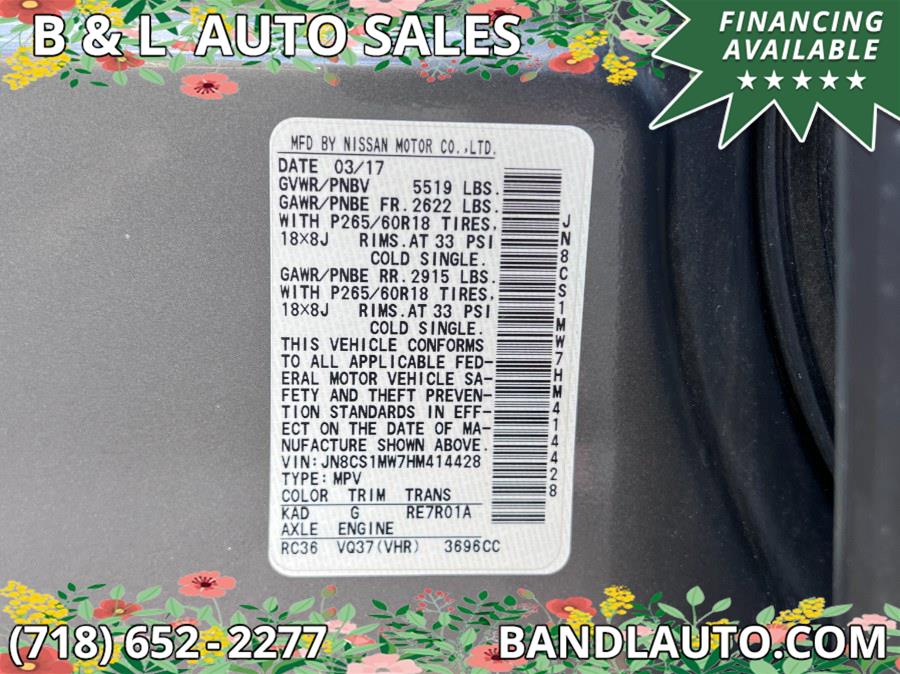 B & L AUTO SALES
FINANCING
AVAILABLE
MFD BY NISSAN MOTOR CO.,LTD.
DATE 03/17
GVWR/PNBV 5519 LBS.
GAWR/PNBE FR. 2622 LBS.
WITH P265/60R18 TIRES,
18X8J RIMS.AT 33 PSI
COLD SINGLE.
GAWR/PNBE RR. 2915 LBS.
WITH P265/60R18 TIRES,
18X8J RIMS.AT 33 PSI
COLD SINGLE.
THIS VEHICLE CONFORMS
TO ALL APPLICABLE FED-
ERAL MOTOR VEHICLE SA-
FETY AND THEFT PREVEN-
TION STANDARDS IN EFF-
ECT ON THE DATE OF MA-
NUFACTURE SHOWN ABOVE.
VIN:JN8CS1MW7HM414428
TYPE:MPV
COLOR TRIM TRANS
KAD G RE7R01A
AXLE ENGINE
RC36 VQ37(VHR) 3696CC
JN8CS1MW7HM414428
(718) 652-2277
BANDLAUTO.COM